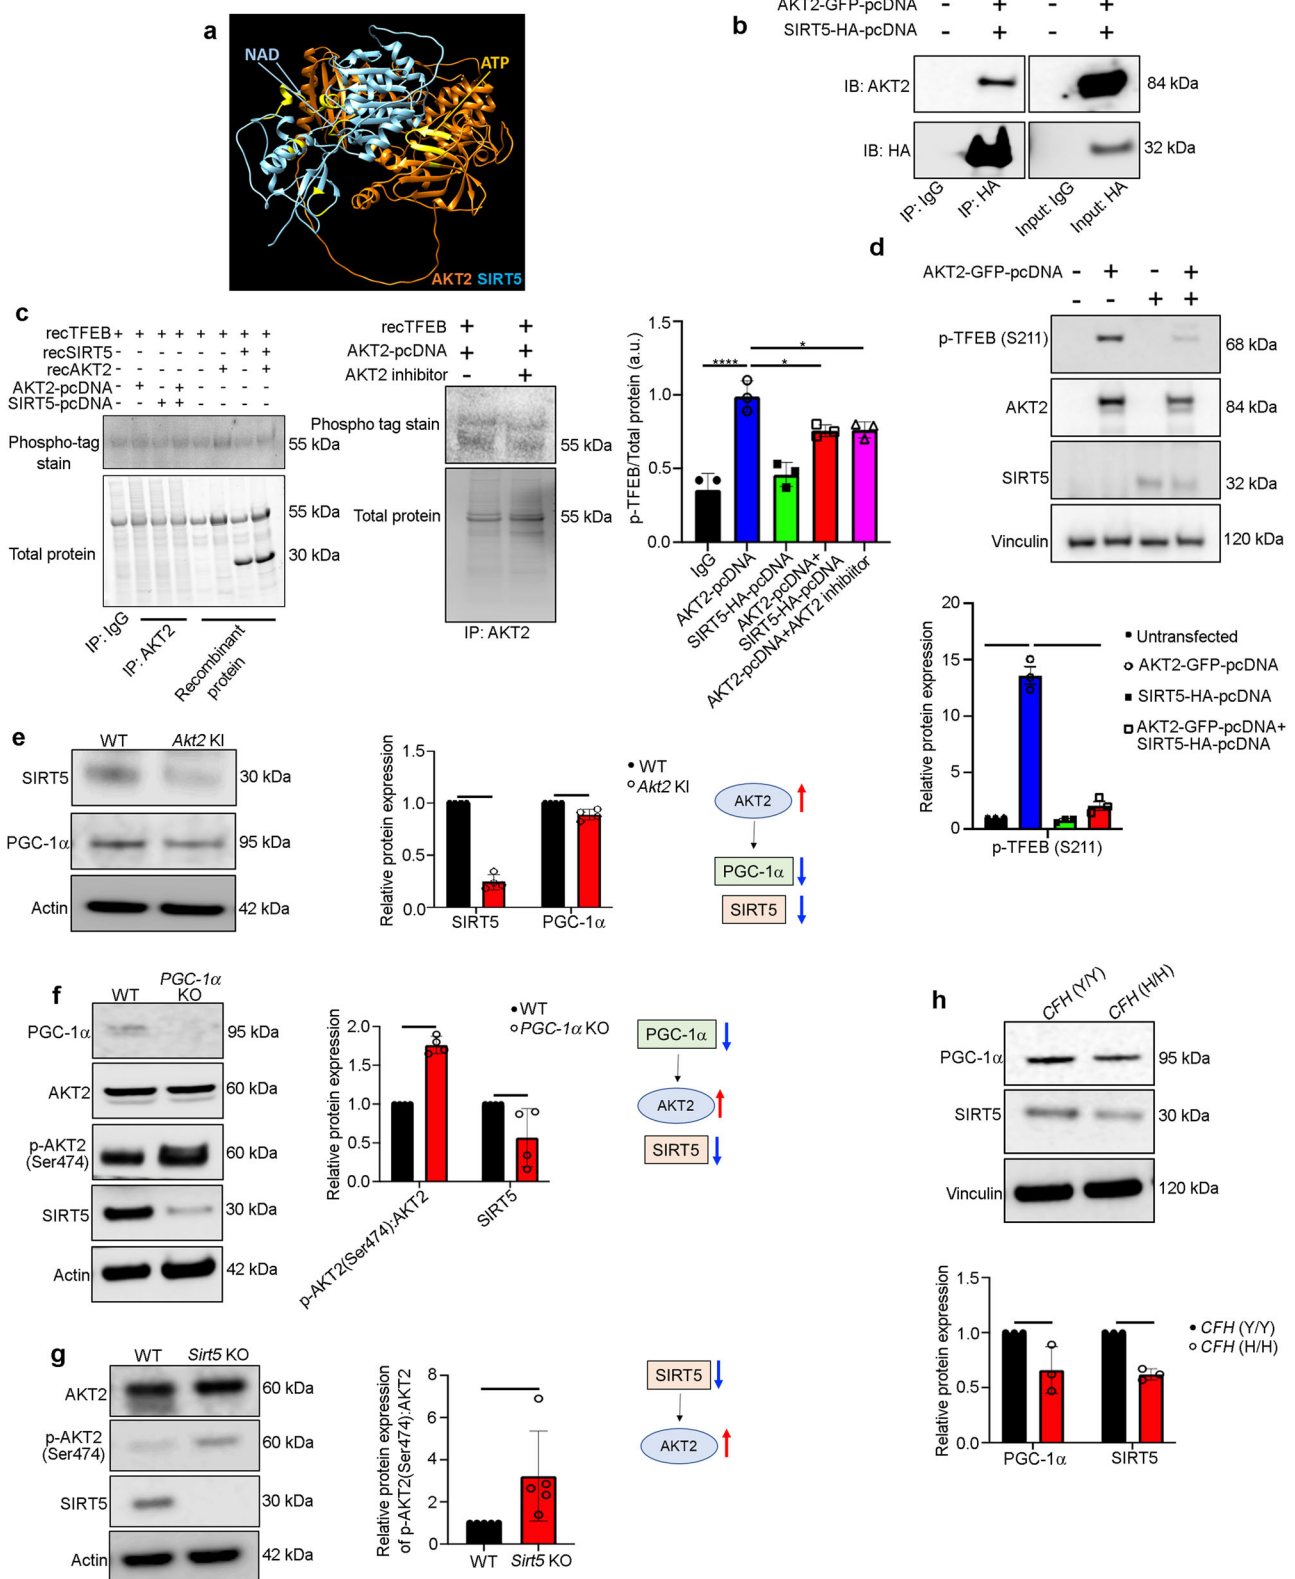 a
NAD
ATP
AKT2 SIRT5
b
AKT2-GFP-pcDNA - + - +
SIRT5-HA-pcDNA - + - +
IB: AKT2
84 kDa
IB: HA
32 kDa
IP: IgG
IP: HA
Input: IgG
Input: HA
c
recTFEB + + + + + + + +
recSIRT5 - - - - - - + +
recAKT2 - - - - - + - +
AKT2-pcDNA - + - + - - - -
SIRT5-pcDNA - - + + - - - -
Phospho-tag
stain
55 kDa
Total protein
55 kDa
30 kDa
IP: IgG
IP: AKT2
Recombinant
protein
recTFEB + +
AKT2-pcDNA + +
AKT2 inhibitor - +
Phospho tag stain
55 kDa
Total protein
55 kDa
IP: AKT2
p-TFEB/Total protein (a.u.)
1.5
1.0
0.5
0.0
****
*
*
IgG
AKT2-pcDNA
SIRT5-HA-pcDNA
AKT2-pcDNA+
SIRT5-HA-pcDNA
AKT2-pcDNA+AKT2 inhibiitor
d
AKT2-GFP-pcDNA - + - +
- - + +
p-TFEB (S211)
68 kDa
AKT2
84 kDa
SIRT5
32 kDa
Vinculin
120 kDa
Relative protein expression
20
15
10
5
0
p-TFEB (S211)
Untransfected
AKT2-GFP-pcDNA
SIRT5-HA-pcDNA
AKT2-GFP-pcDNA+
SIRT5-HA-pcDNA
e
WT Akt2 KI
SIRT5
30 kDa
PGC-1α
95 kDa
Actin
42 kDa
Relative protein expression
1.5
1.0
0.5
0.0
SIRT5 PGC-1α
WT
Akt2 KI
AKT2
PGC-1α
SIRT5
f
WT PGC-1α
KO
PGC-1α
95 kDa
AKT2
60 kDa
p-AKT2
(Ser474)
60 kDa
SIRT5
30 kDa
Actin
42 kDa
Relative protein expression
2.0
1.5
1.0
0.5
0.0
p-AKT2(Ser474):AKT2
SIRT5
WT
PGC-1α KO
PGC-1α
AKT2
SIRT5
g
WT Sirt5 KO
AKT2
60 kDa
p-AKT2
(Ser474)
60 kDa
SIRT5
30 kDa
Actin
42 kDa
Relative protein expression
of p-AKT2(Ser474):AKT2
8
6
4
2
0
WT Sirt5 KO
SIRT5
AKT2
h
CFH (Y/Y)
CFH (H/H)
PGC-1α
95 kDa
SIRT5
30 kDa
Vinculin
120 kDa
Relative protein expression
1.5
1.0
0.5
0.0
PGC-1α SIRT5
CFH (Y/Y)
CFH (H/H)